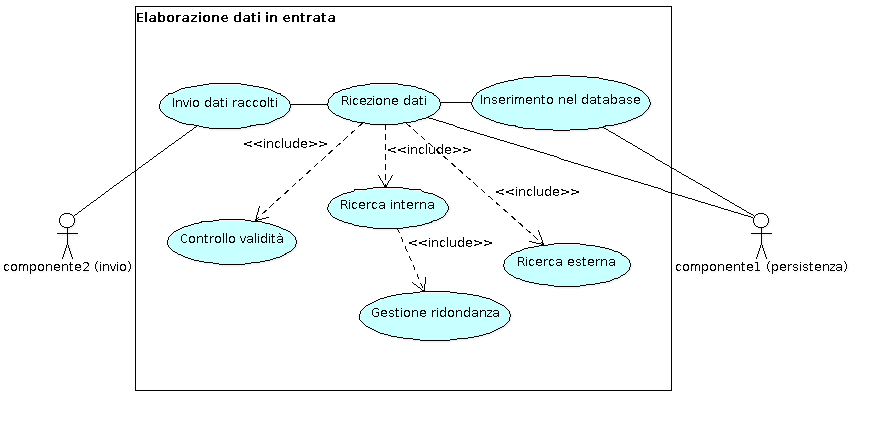 Elaborazione dati in entrata
Invio dati raccolti
Ricezione dati
Inserimento nel database
<<include>>
<<include>>
<<include>>
Ricerca interna
Controllo validità
<<include>>
Ricerca esterna
componente2 (invio)
componente1 (persistenza)
Gestione ridondanza